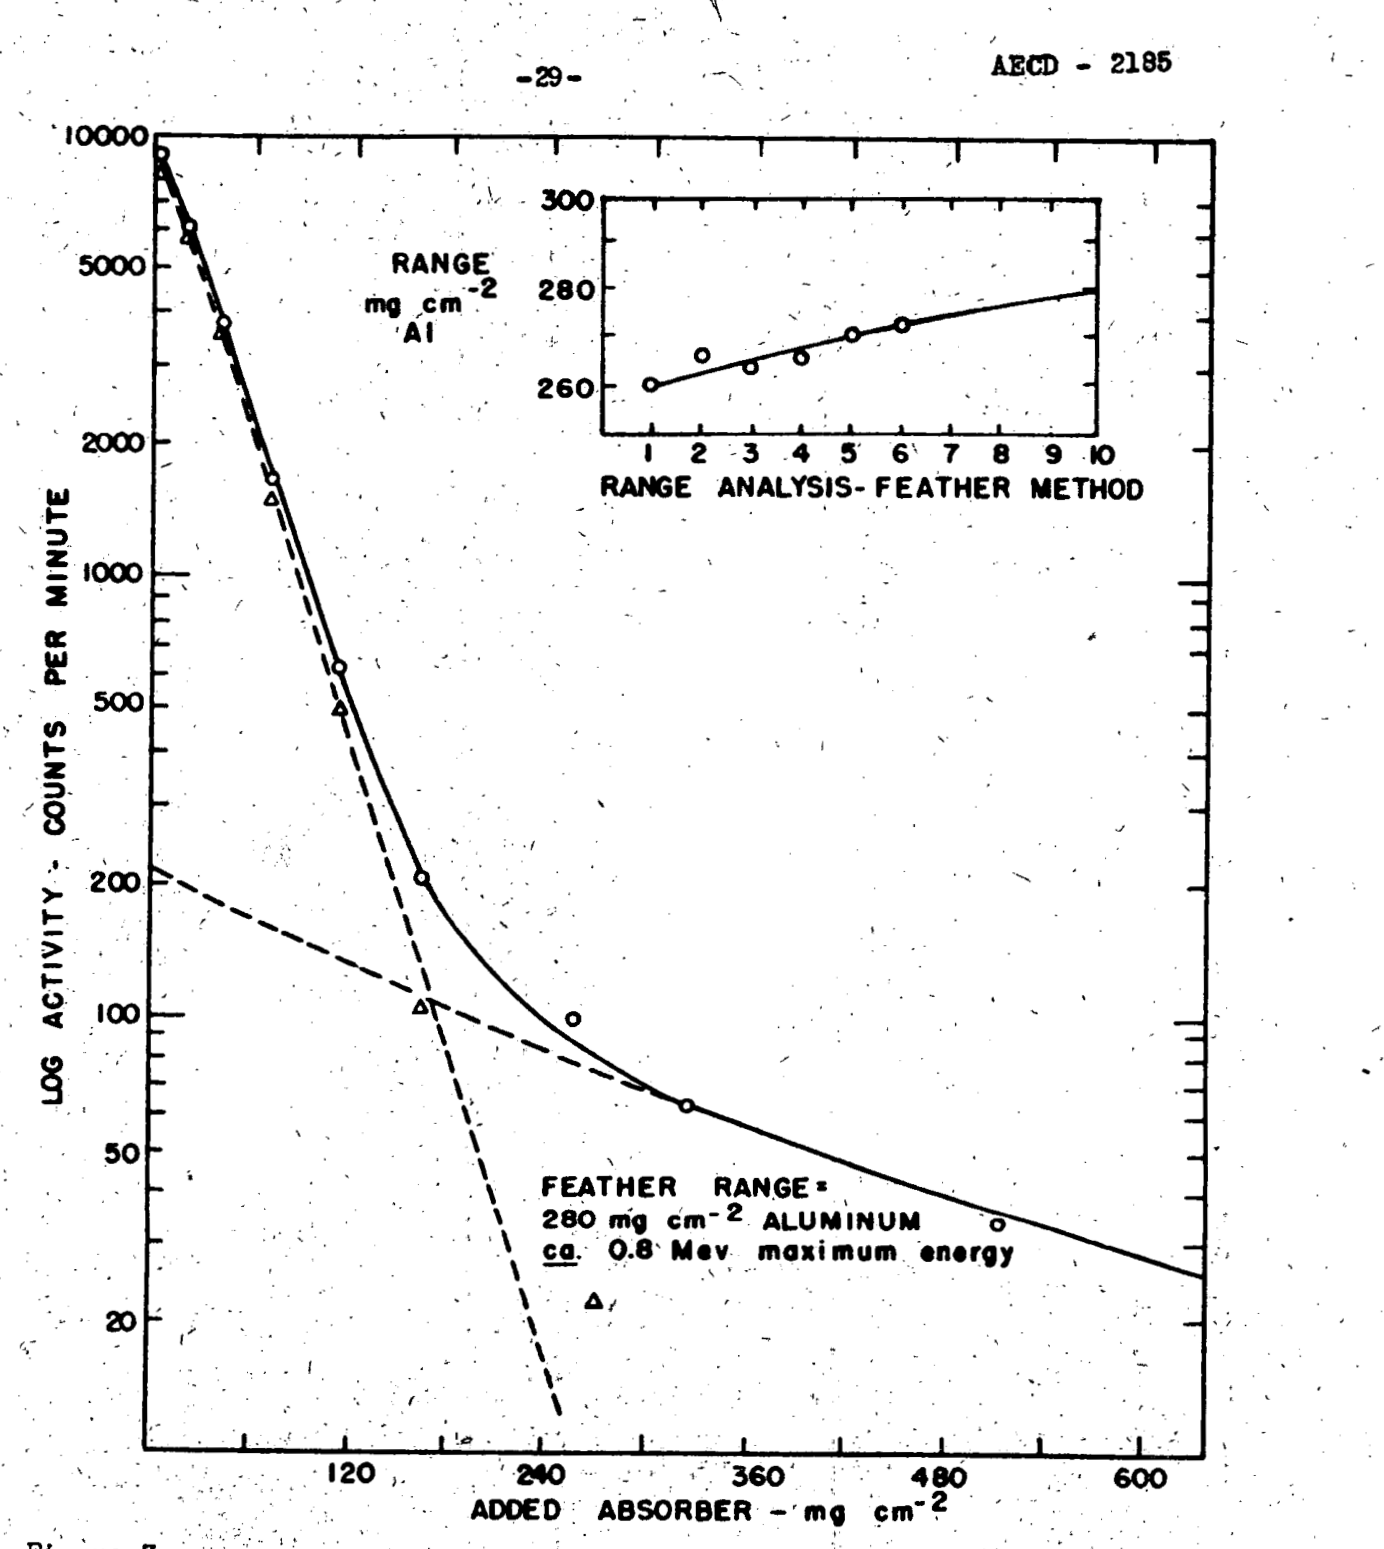 -29-
AECD - 2185
10000
5000
2000
1000
500
200
100
50
20
LOG ACTIVITY - COUNTS PER MINUTE
RANGE
mg cm-2
Al
300
280
260
1 2 3 4 5 6 7 8 9 10
RANGE ANALYSIS- FEATHER METHOD
FEATHER RANGE=
280 mg cm-2 ALUMINUM
ca. 0.8 Mev maximum energy
120 240 360 480 600
ADDED ABSORBER - mg cm-2